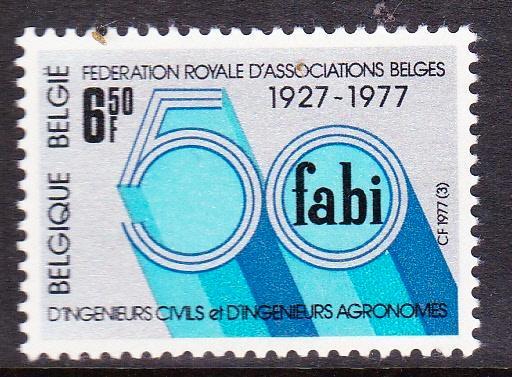 FEDERATION ROYALE D'ASSOCIATIONS BELGES
1927-1977
6,50 F
BELGIQUE BELGIË
50
fabi
CF 1977 (3)
D'INGENIEURS CIVILS et D'INGENIEURS AGRONOMES